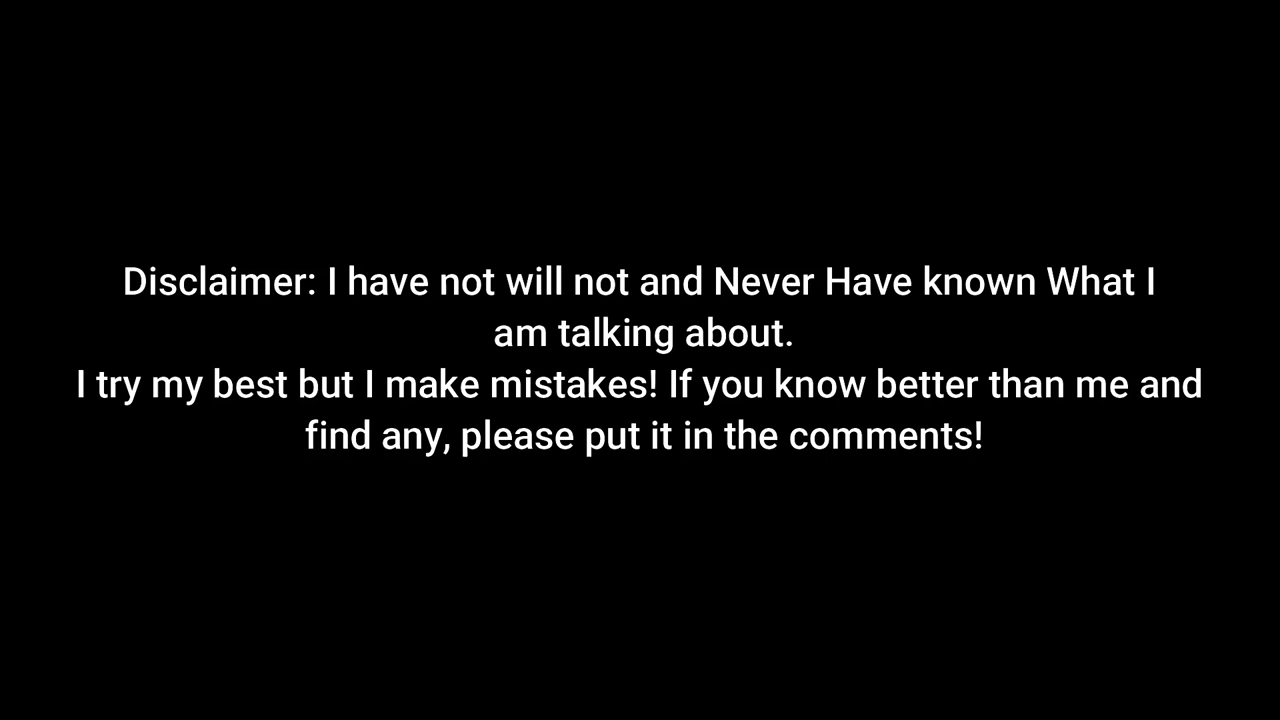 Disclaimer: I have not will not and Never Have known What I
am talking about.
I try my best but I make mistakes! If you know better than me and
find any, please put it in the comments!